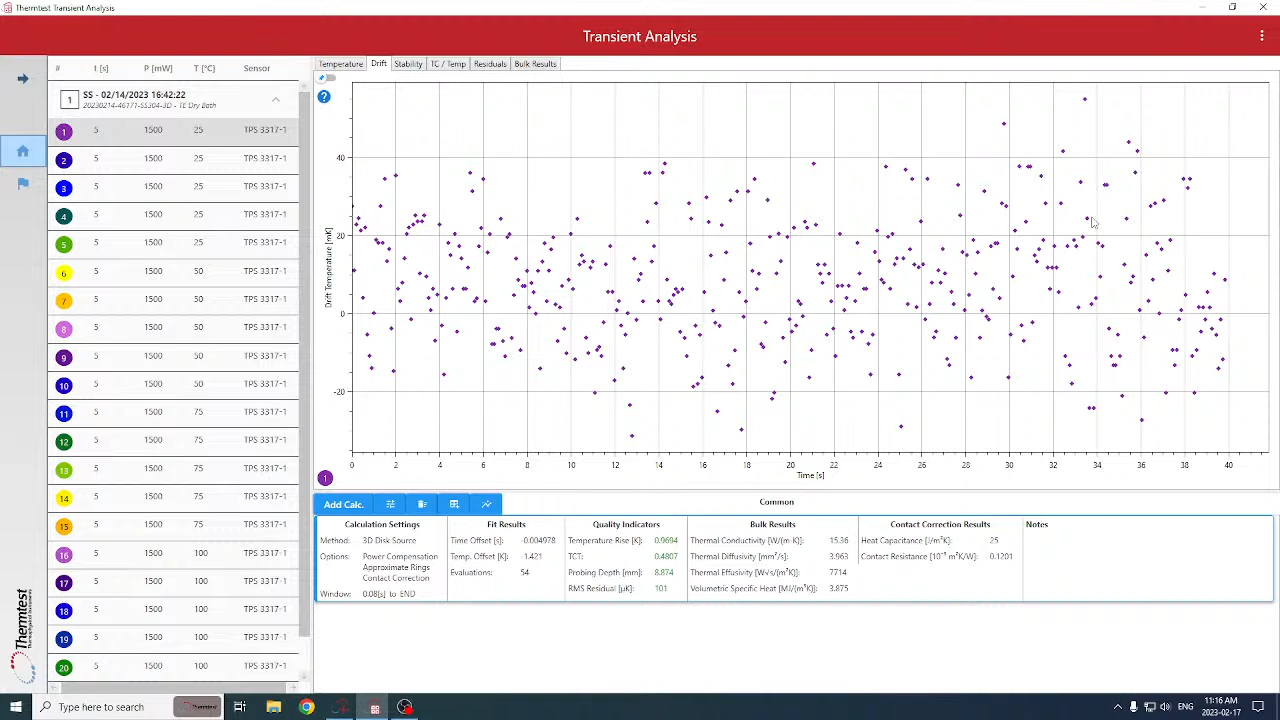 Thermtest Transient Analysis
Transient Analysis
# t [s] P [mW] T [°C] Sensor
1 SS - 02/14/2023 16:42:22
20230214-46171-SS304-3D - TE Dry Bath
1 5 1500 25 TPS 3317-1
2 5 1500 25 TPS 3317-1
3 5 1500 25 TPS 3317-1
4 5 1500 25 TPS 3317-1
5 5 1500 25 TPS 3317-1
6 5 1500 50 TPS 3317-1
7 5 1500 50 TPS 3317-1
8 5 1500 50 TPS 3317-1
9 5 1500 50 TPS 3317-1
10 5 1500 50 TPS 3317-1
11 5 1500 75 TPS 3317-1
12 5 1500 75 TPS 3317-1
13 5 1500 75 TPS 3317-1
14 5 1500 75 TPS 3317-1
15 5 1500 75 TPS 3317-1
16 5 1500 100 TPS 3317-1
17 5 1500 100 TPS 3317-1
18 5 1500 100 TPS 3317-1
19 5 1500 100 TPS 3317-1
20 5 1500 100 TPS 3317-1
Thermtest
Temperature Drift Stability TC / Temp Residuals Bulk Results
?
Drift Temperature [mK]
40
20
0
-20
0 2 4 6 8 10 12 14 16 18 20 22 24 26 28 30 32 34 36 38 40
Time [s]
1
Add Calc.
Common
Calculation Settings
Method: 3D Disk Source
Options: Power Compensation
Approximate Rings
Contact Correction
Window: 0.08[s] to END
Fit Results
Time Offset [s]: -0.004978
Temp. Offset [K]: -1.421
Evaluations: 54
Quality Indicators
Temperature Rise [K]: 0.9694
TCT: 0.4807
Probing Depth [mm]: 8.874
RMS Residual [µK]: 101
Bulk Results
Thermal Conductivity [W/(m·K)]: 15.36
Thermal Diffusivity [mm²/s]: 3.963
Thermal Effusivity [W√s/(m²K)]: 7714
Volumetric Specific Heat [MJ/(m³K)]: 3.875
Contact Correction Results
Heat Capacitance [J/m²K]: 25
Contact Resistance [10⁻⁵ m²K/W]: 0.1201
Notes
Type here to search
Thermtest
ENG
11:16 AM
2023-02-17